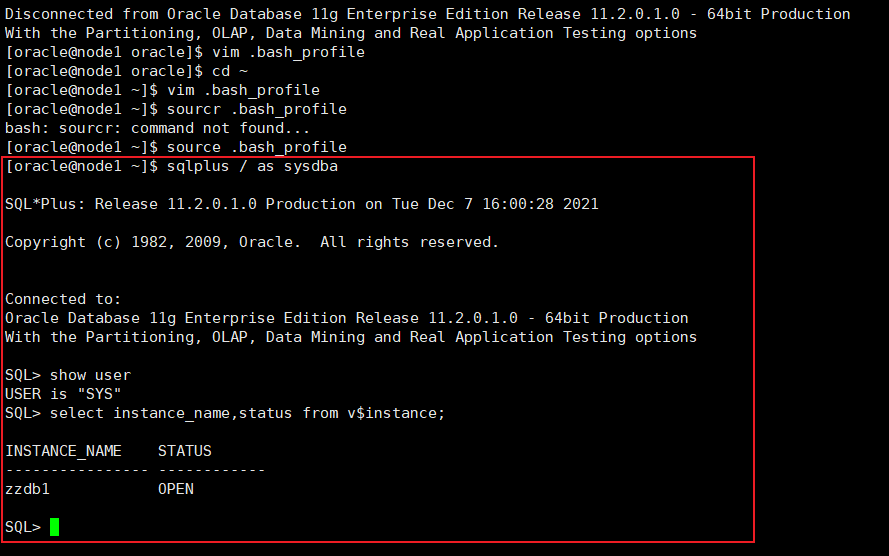 Disconnected from Oracle Database 11g Enterprise Edition Release 11.2.0.1.0 - 64bit Production
With the Partitioning, OLAP, Data Mining and Real Application Testing options
[oracle@node1 oracle]$ vim .bash_profile
[oracle@node1 oracle]$ cd ~
[oracle@node1 ~]$ vim .bash_profile
[oracle@node1 ~]$ sourcr .bash_profile
bash: sourcr: command not found...
[oracle@node1 ~]$ source .bash_profile
[oracle@node1 ~]$ sqlplus / as sysdba
SQL*Plus: Release 11.2.0.1.0 Production on Tue Dec 7 16:00:28 2021
Copyright (c) 1982, 2009, Oracle.  All rights reserved.
Connected to:
Oracle Database 11g Enterprise Edition Release 11.2.0.1.0 - 64bit Production
With the Partitioning, OLAP, Data Mining and Real Application Testing options
SQL> show user
USER is "SYS"
SQL> select instance_name,status from v$instance;
INSTANCE_NAME    STATUS
---------------- ------------
zzdb1            OPEN
SQL>